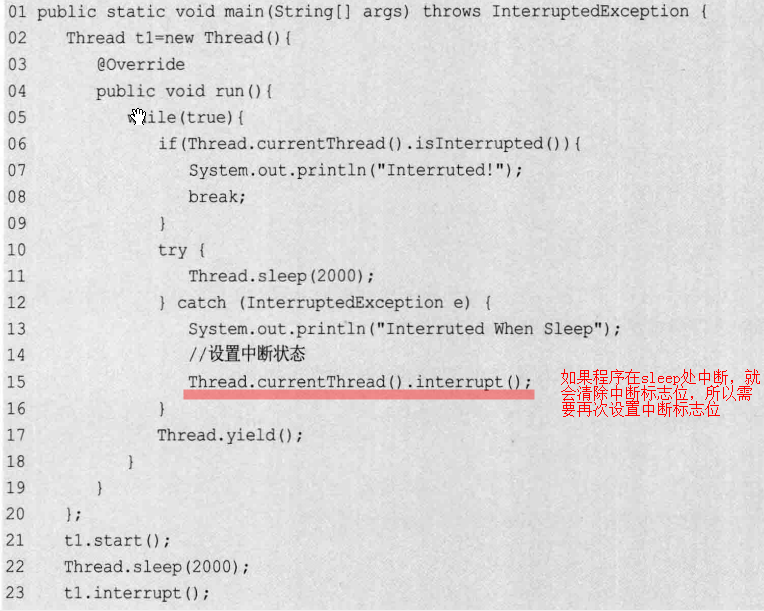 01 public static void main(String[] args) throws InterruptedException {
02    Thread t1=new Thread(){
03       @Override
04       public void run(){
05          while(true){
06             if(Thread.currentThread().isInterrupted()){
07                System.out.println("Interruted!");
08                break;
09             }
10             try {
11                Thread.sleep(2000);
12             } catch (InterruptedException e) {
13                System.out.println("Interruted When Sleep");
14                //设置中断状态
15                Thread.currentThread().interrupt();
如果程序在sleep处中断，就
会清除中断标志位，所以需
要再次设置中断标志位
16             }
17             Thread.yield();
18          }
19       }
20    };
21    t1.start();
22    Thread.sleep(2000);
23    t1.interrupt();